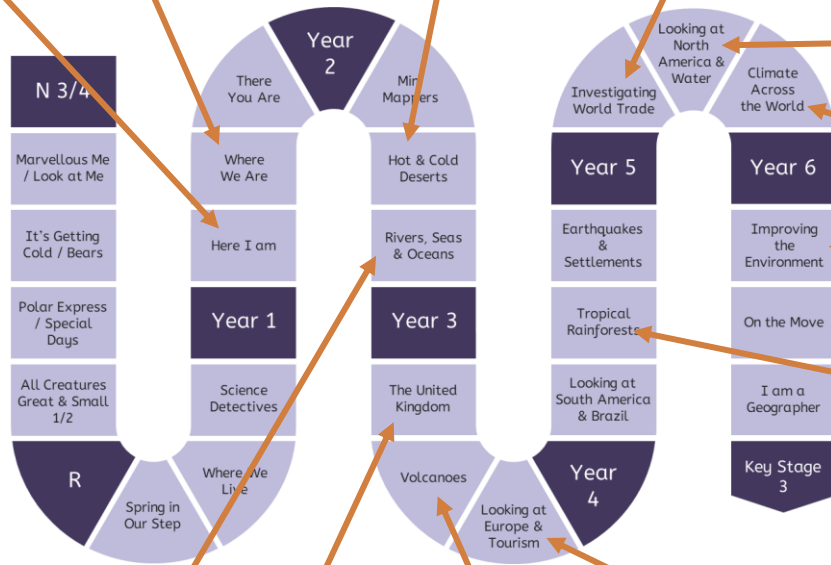 N 3/4
Marvellous Me
/ Look at Me
It's Getting
Cold / Bears
Polar Express
/ Special
Days
All Creatures
Great & Small
1/2
R
Spring in
Our Step
Where We
Live
Science
Detectives
Year 1
Here I am
Where
We Are
There
You Are
Year
2
Mini
Mappers
Hot & Cold
Deserts
Rivers, Seas
& Oceans
Year 3
The United
Kingdom
Volcanoes
Looking at
Europe &
Tourism
Year
4
Looking at
South America
& Brazil
Tropical
Rainforests
Earthquakes
&
Settlements
Year 5
Investigating
World Trade
Looking at
North
America &
Water
Climate
Across
the World
Year 6
Improving
the
Environment
On the Move
I am a
Geographer
Key Stage
3